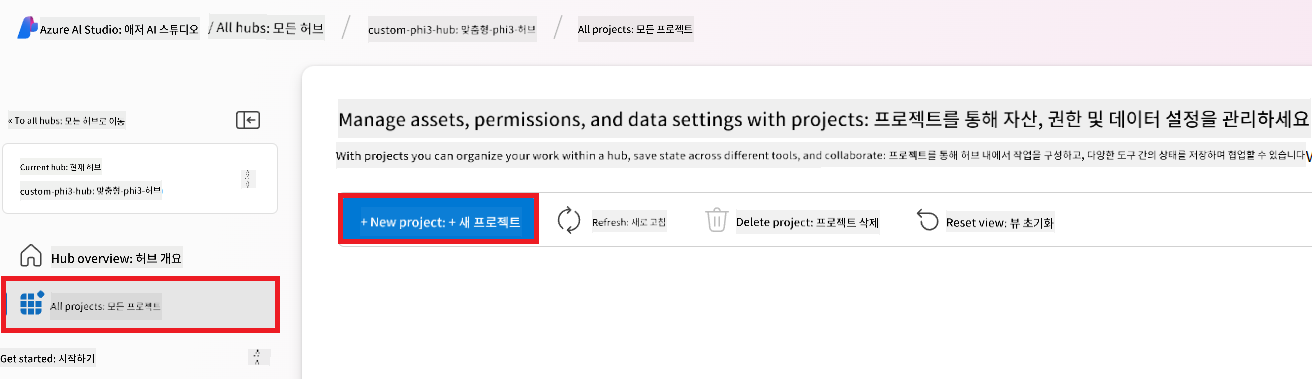 Azure AI Studio: 애저 AI 스튜디오 / All hubs: 모든 허브 / custom-phi3-hub: 맞춤형-phi3-허브 / All projects: 모든 프로젝트
« To all hubs: 모든 허브로 이동
Current hub: 현재 허브
custom-phi3-hub: 맞춤형-phi3-허브
Hub overview: 허브 개요
All projects: 모든 프로젝트
Get started: 시작하기
Manage assets, permissions, and data settings with projects: 프로젝트를 통해 자산, 권한 및 데이터 설정을 관리하세요
With projects you can organize your work within a hub, save state across different tools, and collaborate: 프로젝트를 통해 허브 내에서 작업을 구성하고, 다양한 도구 간의 상태를 저장하며 협업할 수 있습니다
+ New project: + 새 프로젝트
Refresh: 새로 고침
Delete project: 프로젝트 삭제
Reset view: 뷰 초기화